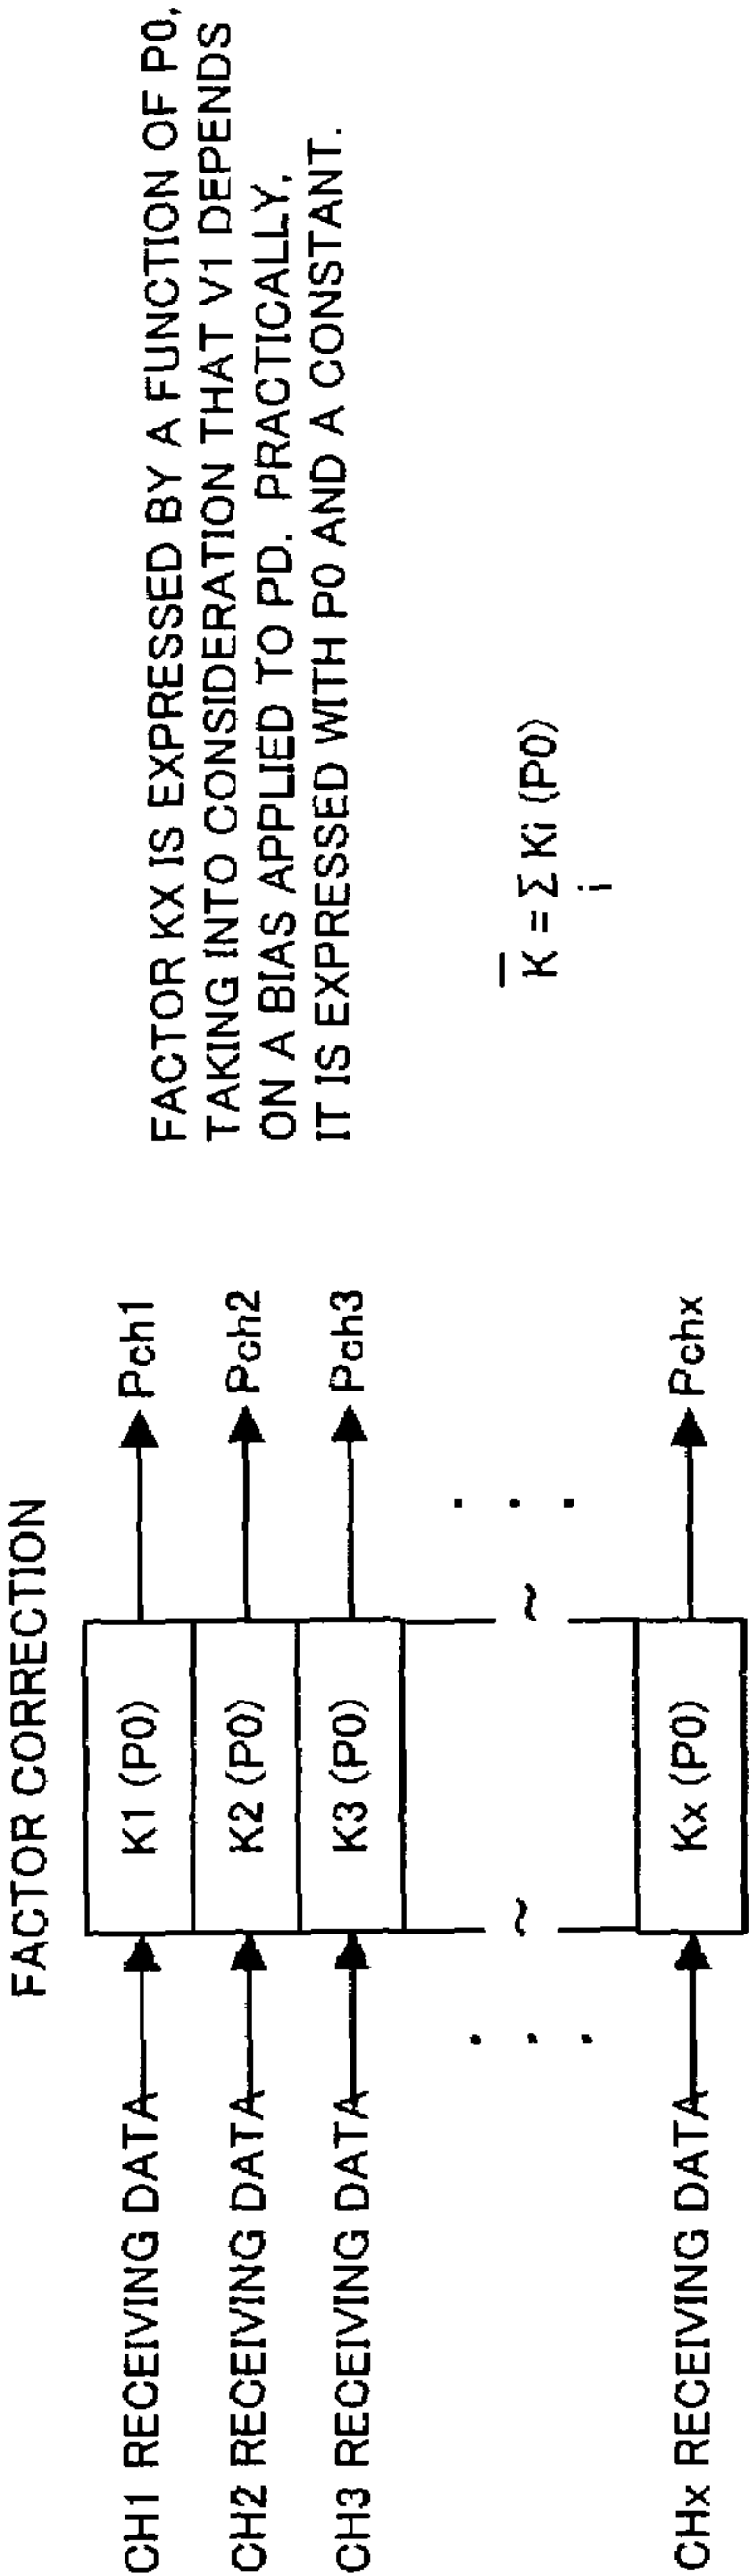 FACTOR CORRECTION
CH1 RECEIVING DATA
K1 (P0)
Pch1
CH2 RECEIVING DATA
K2 (P0)
Pch2
CH3 RECEIVING DATA
K3 (P0)
Pch3
. . .
~
~
. . .
CHx RECEIVING DATA
Kx (P0)
Pchx
FACTOR KX IS EXPRESSED BY A FUNCTION OF P0,
TAKING INTO CONSIDERATION THAT V1 DEPENDS
ON A BIAS APPLIED TO PD. PRACTICALLY,
IT IS EXPRESSED WITH P0 AND A CONSTANT.
K̅ = Σ Ki (P0)
i